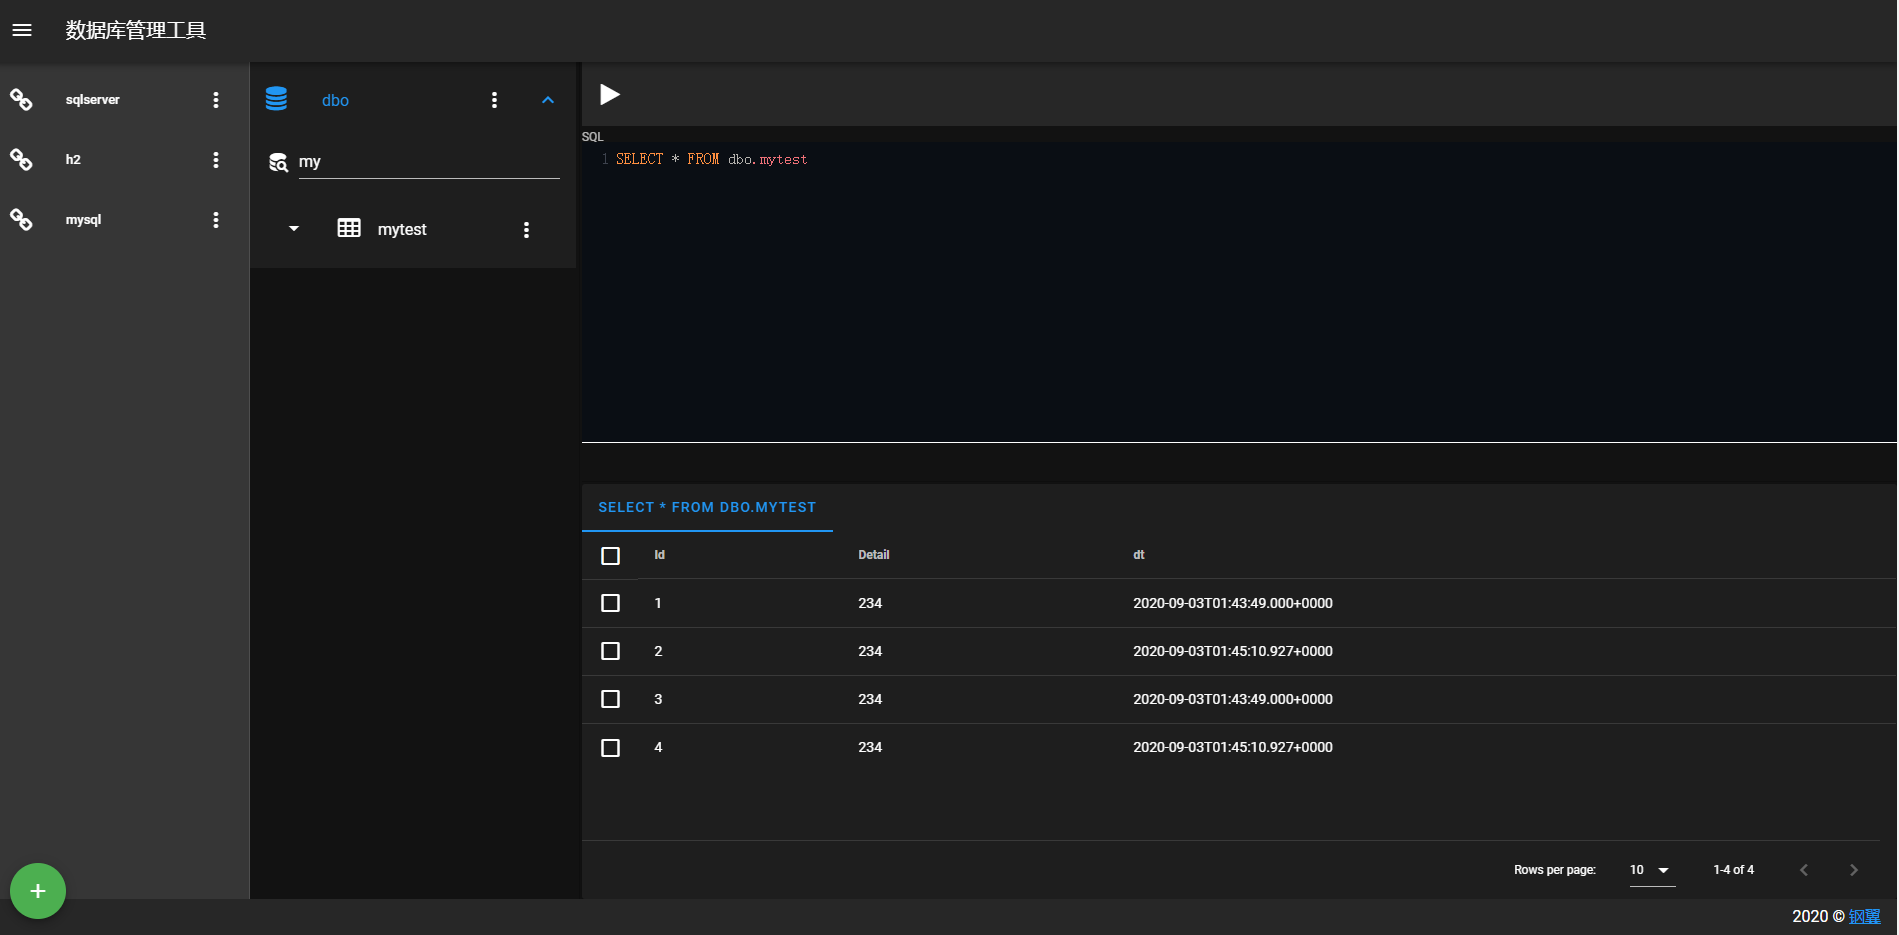 数据库管理工具
sqlserver
h2
mysql
dbo
my
mytest
SQL
1 SELECT * FROM dbo.mytest
SELECT * FROM DBO.MYTEST
Id Detail dt
1 234 2020-09-03T01:43:49.000+0000
2 234 2020-09-03T01:45:10.927+0000
3 234 2020-09-03T01:43:49.000+0000
4 234 2020-09-03T01:45:10.927+0000
Rows per page: 10 1-4 of 4
2020 © 钢翼